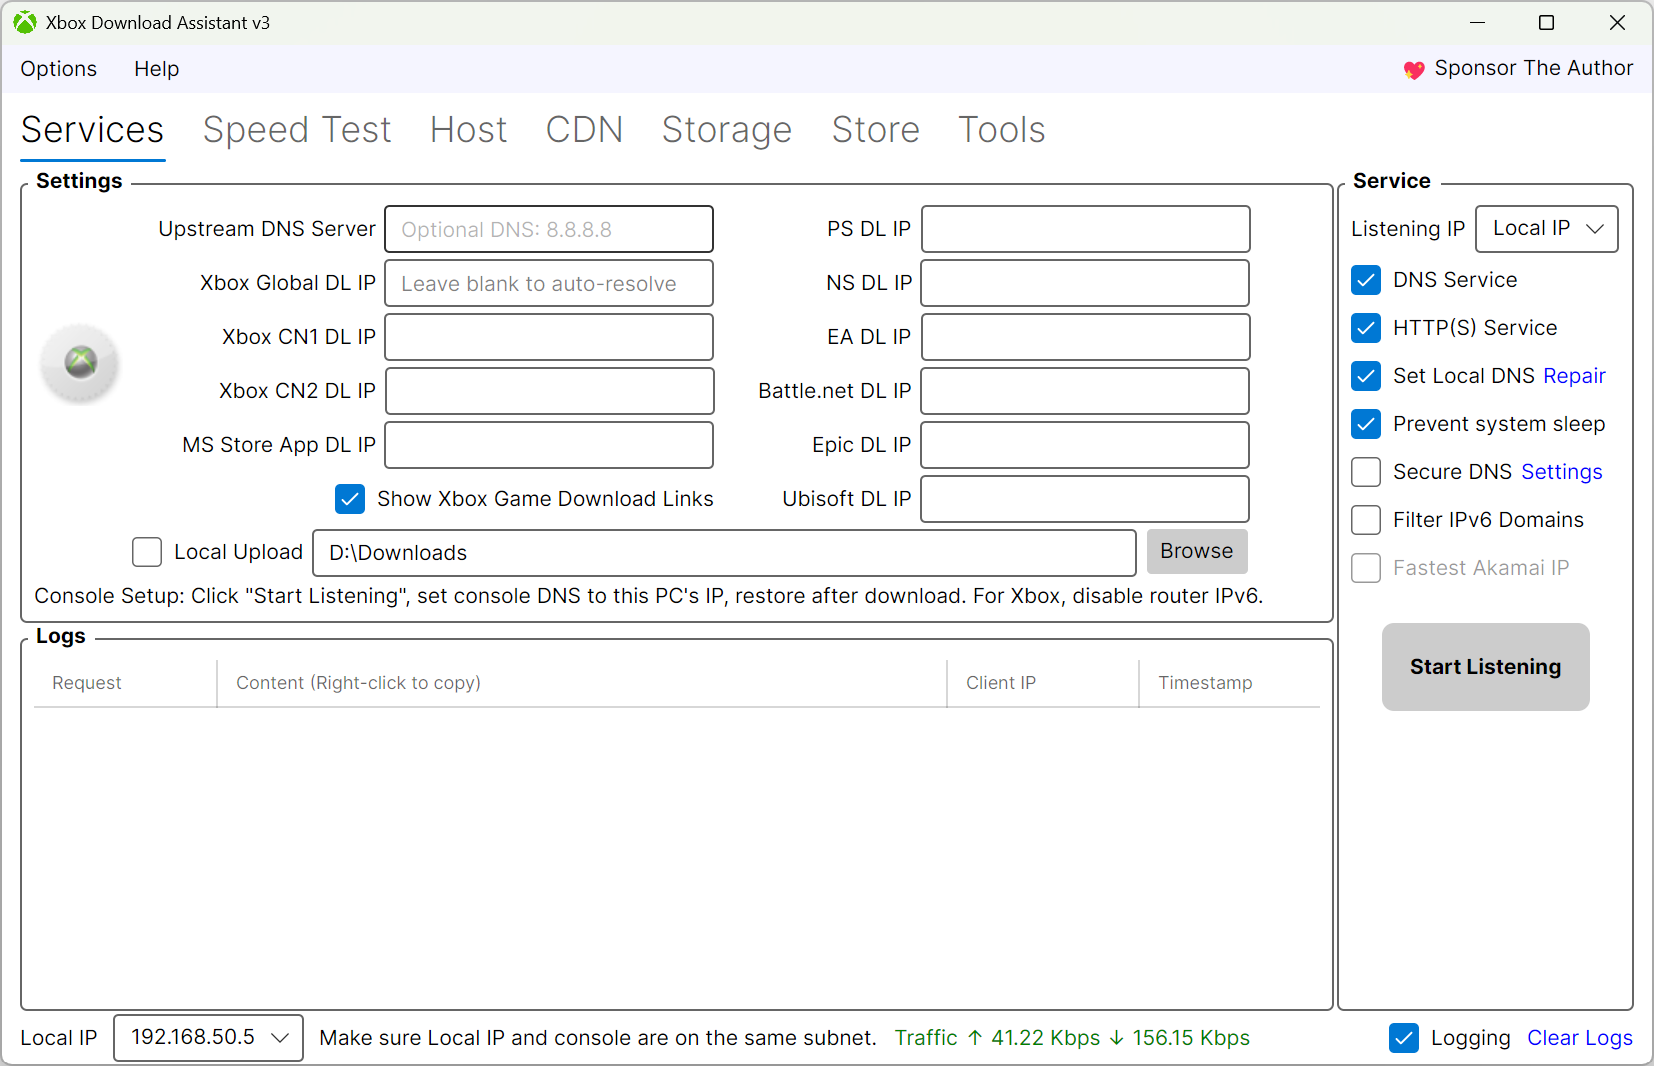 Xbox Download Assistant v3
Options Help Sponsor The Author
Services Speed Test Host CDN Storage Store Tools
Settings
Upstream DNS Server Optional DNS: 8.8.8.8 PS DL IP
Xbox Global DL IP Leave blank to auto-resolve NS DL IP
Xbox CN1 DL IP EA DL IP
Xbox CN2 DL IP Battle.net DL IP
MS Store App DL IP Epic DL IP
Show Xbox Game Download Links Ubisoft DL IP
Local Upload D:\Downloads Browse
Console Setup: Click "Start Listening", set console DNS to this PC's IP, restore after download. For Xbox, disable router IPv6.
Service
Listening IP Local IP
DNS Service
HTTP(S) Service
Set Local DNS Repair
Prevent system sleep
Secure DNS Settings
Filter IPv6 Domains
Fastest Akamai IP
Start Listening
Logs
Request Content (Right-click to copy) Client IP Timestamp
Local IP 192.168.50.5 Make sure Local IP and console are on the same subnet. Traffic ↑ 41.22 Kbps ↓ 156.15 Kbps Logging Clear Logs